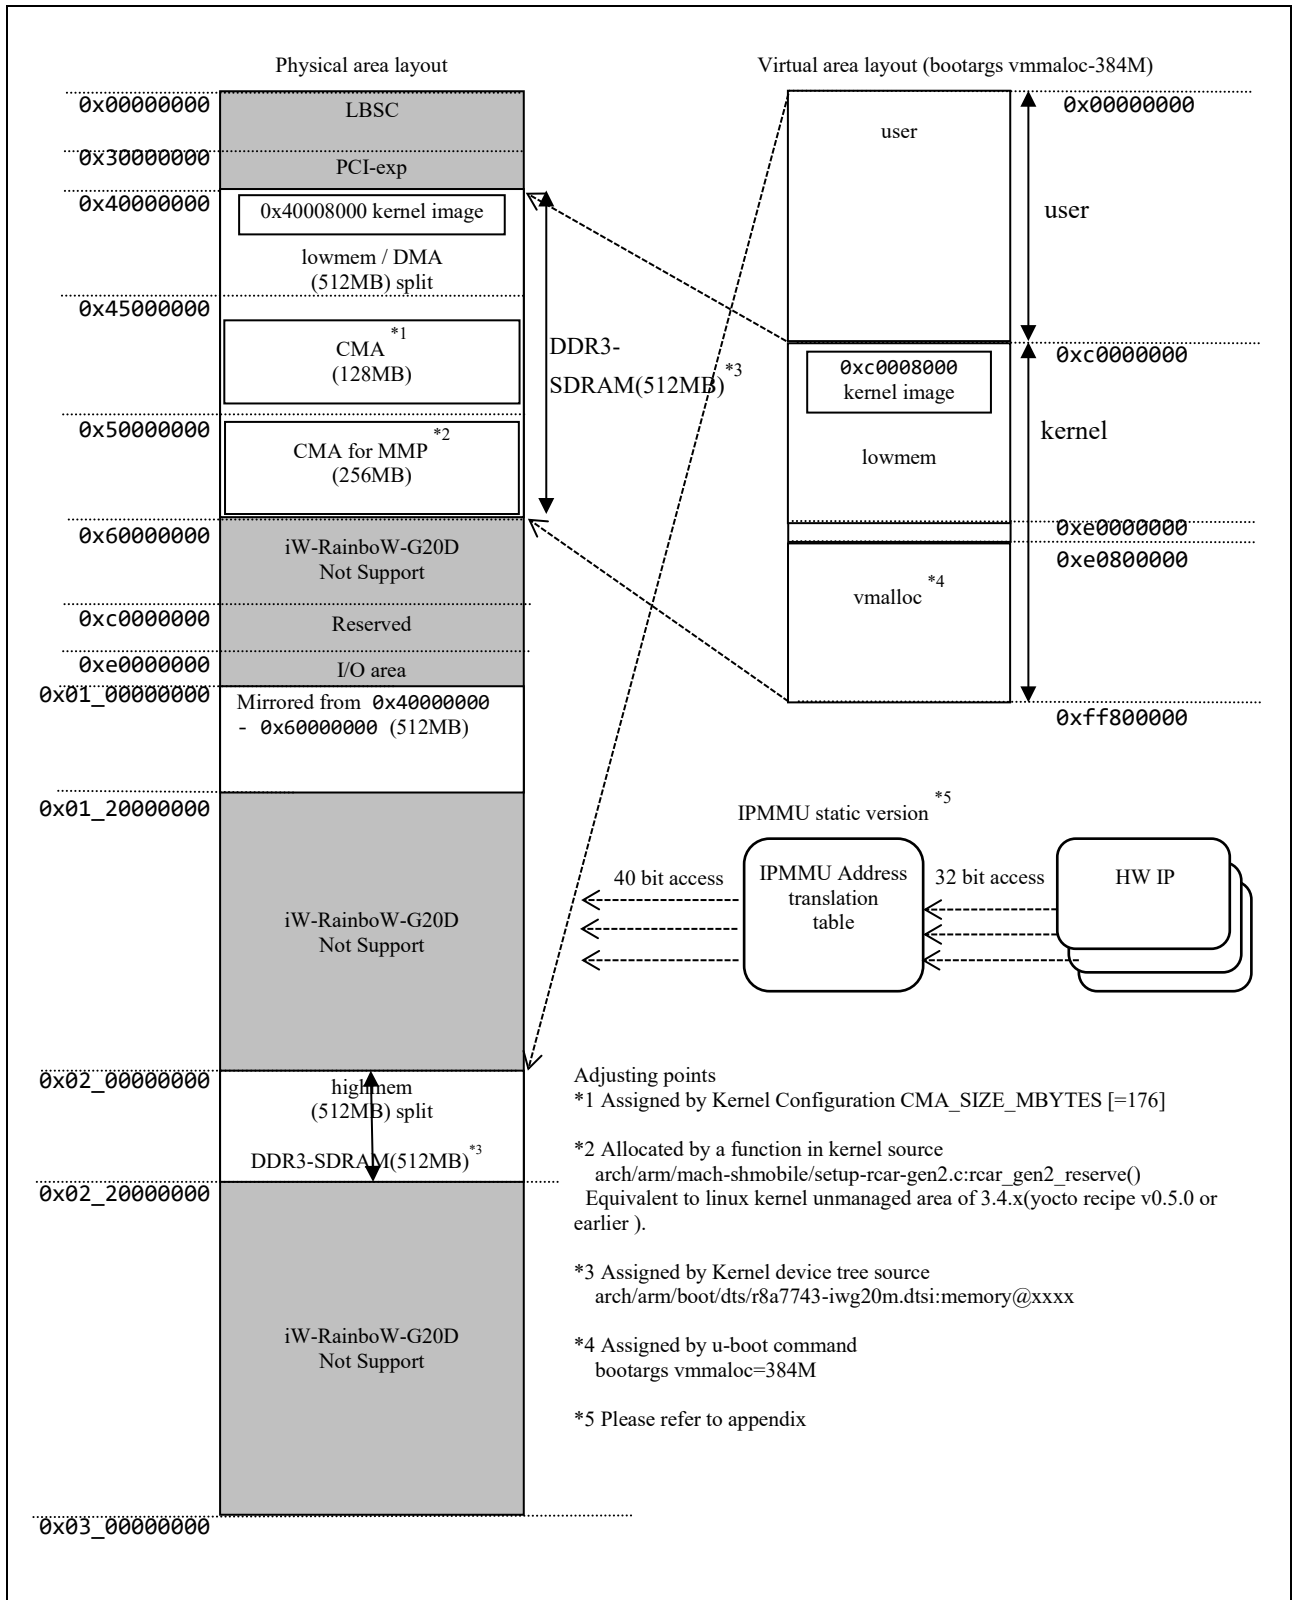 Physical area layout
0x00000000
LBSC
0x30000000
PCI-exp
0x40000000
0x40008000 kernel image
lowmem / DMA
(512MB) split
0x45000000
CMA *1
(128MB)
DDR3-
SDRAM(512MB)*3
0x50000000
CMA for MMP *2
(256MB)
0x60000000
iW-RainboW-G20D
Not Support
0xc0000000
Reserved
0xe0000000
I/O area
0x01_00000000
Mirrored from 0x40000000
- 0x60000000 (512MB)
0x01_20000000
iW-RainboW-G20D
Not Support
0x02_00000000
highmem
(512MB) split
DDR3-SDRAM(512MB)*3
0x02_20000000
iW-RainboW-G20D
Not Support
0x03_00000000
Virtual area layout (bootargs vmmaloc-384M)
0x00000000
user
user
0xc0000000
0xc0008000
kernel image
kernel
lowmem
0xe0000000
0xe0800000
vmalloc *4
0xff800000
IPMMU static version *5
40 bit access
IPMMU Address
translation
table
32 bit access
HW IP
Adjusting points
*1 Assigned by Kernel Configuration CMA_SIZE_MBYTES [=176]
*2 Allocated by a function in kernel source
arch/arm/mach-shmobile/setup-rcar-gen2.c:rcar_gen2_reserve()
Equivalent to linux kernel unmanaged area of 3.4.x(yocto recipe v0.5.0 or
earlier ).
*3 Assigned by Kernel device tree source
arch/arm/boot/dts/r8a7743-iwg20m.dtsi:memory@xxxx
*4 Assigned by u-boot command
bootargs vmmaloc=384M
*5 Please refer to appendix